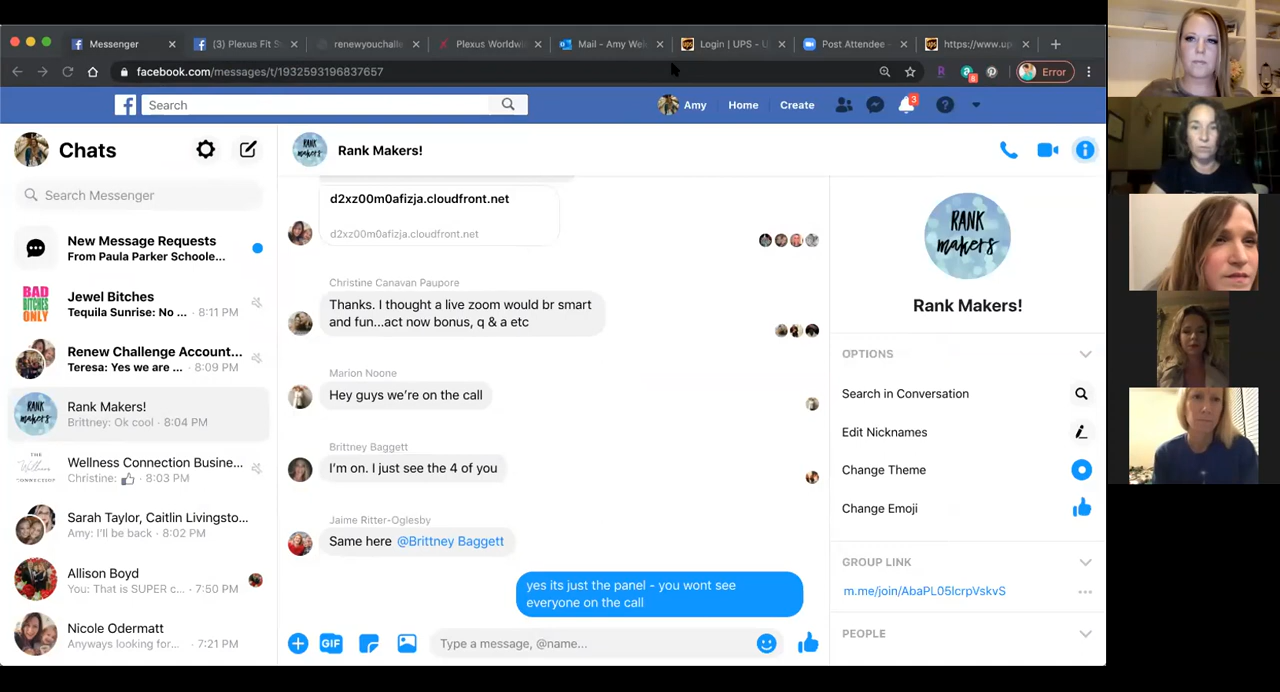 Messenger
(3) Plexus Fit S
renewyouchalle
Plexus Worldwi
Mail - Amy Wei
Login | UPS - U
Post Attendee -
https://www.up
facebook.com/messages/t/1932593196837657
Error
Search
Amy
Home
Create
3
Chats
Search Messenger
New Message Requests
From Paula Parker Schoole...
BAD
BITCHES
ONLY
Jewel Bitches
Tequila Sunrise: No ... · 8:11 PM
Renew Challenge Account...
Teresa: Yes we are ... · 8:09 PM
RANK
makers
Rank Makers!
Brittney: Ok cool · 8:04 PM
Wellness Connection Busine...
Christine: 👍 · 8:03 PM
Sarah Taylor, Caitlin Livingsto...
Amy: I'll be back · 8:02 PM
Allison Boyd
You: That is SUPER c... · 7:50 PM
Nicole Odermatt
Anyways looking for... · 7:21 PM
RANK
makers
Rank Makers!
d2xz00m0afizja.cloudfront.net
d2xz00m0afizja.cloudfront.net
Christine Canavan Paupore
Thanks. I thought a live zoom would br smart
and fun...act now bonus, q & a etc
Marion Noone
Hey guys we're on the call
Brittney Baggett
I'm on. I just see the 4 of you
Jaime Ritter-Oglesby
Same here @Brittney Baggett
yes its just the panel - you wont see
everyone on the call
GIF
Type a message, @name...
RANK
makers
Rank Makers!
OPTIONS
Search in Conversation
Edit Nicknames
Change Theme
Change Emoji
GROUP LINK
PEOPLE